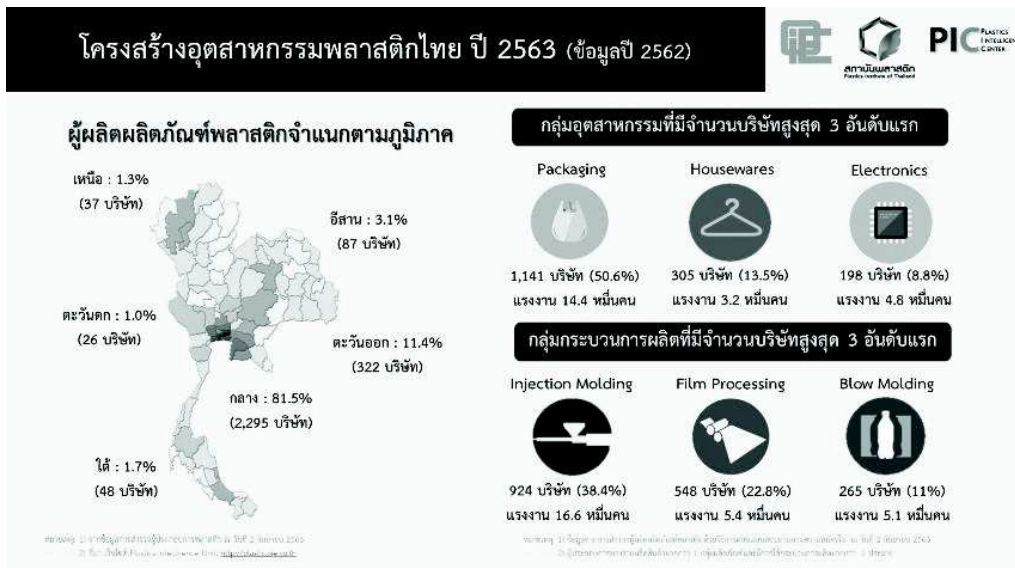 โครงสร้างอุตสาหกรรมพลาสติกไทย ปี 2563 (ข้อมูลปี 2562)
สถาบันพลาสติก
Plastics Institute of Thailand
PIC
PLASTICS
INTELLIGEN
CENTER
ผู้ผลิตผลิตภัณฑ์พลาสติกจำแนกตามภูมิภาค
เหนือ : 1.3%
(37 บริษัท)
อีสาน : 3.1%
(87 บริษัท)
ตะวันตก : 1.0%
(26 บริษัท)
ตะวันออก : 11.4%
(322 บริษัท)
กลาง : 81.5%
(2,295 บริษัท)
ใต้ : 1.7%
(48 บริษัท)
กลุ่มอุตสาหกรรมที่มีจำนวนบริษัทสูงสุด 3 อันดับแรก
Packaging
1,141 บริษัท (50.6%)
แรงงาน 14.4 หมื่นคน
Housewares
305 บริษัท (13.5%)
แรงงาน 3.2 หมื่นคน
Electronics
198 บริษัท (8.8%)
แรงงาน 4.8 หมื่นคน
กลุ่มกระบวนการผลิตที่มีจำนวนบริษัทสูงสุด 3 อันดับแรก
Injection Molding
924 บริษัท (38.4%)
แรงงาน 16.6 หมื่นคน
Film Processing
548 บริษัท (22.8%)
แรงงาน 5.4 หมื่นคน
Blow Molding
265 บริษัท (11%)
แรงงาน 5.1 หมื่นคน